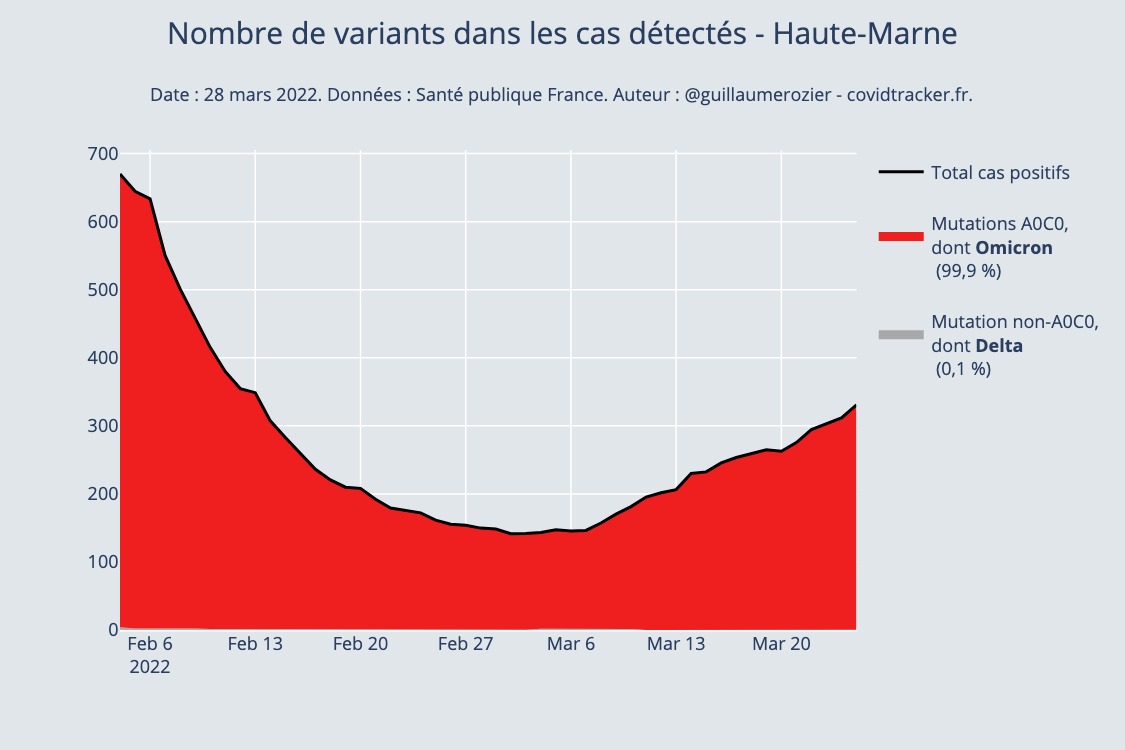 Nombre de variants dans les cas détectés - Haute-Marne
Date : 28 mars 2022. Données : Santé publique France. Auteur : @guillaumerozier - covidtracker.fr.
700
600
500
400
300
200
100
0
Feb 6
2022
Feb 13
Feb 20
Feb 27
Mar 6
Mar 13
Mar 20
Total cas positifs
Mutations A0C0,
dont Omicron
(99,9 %)
Mutation non-A0C0,
dont Delta
(0,1 %)